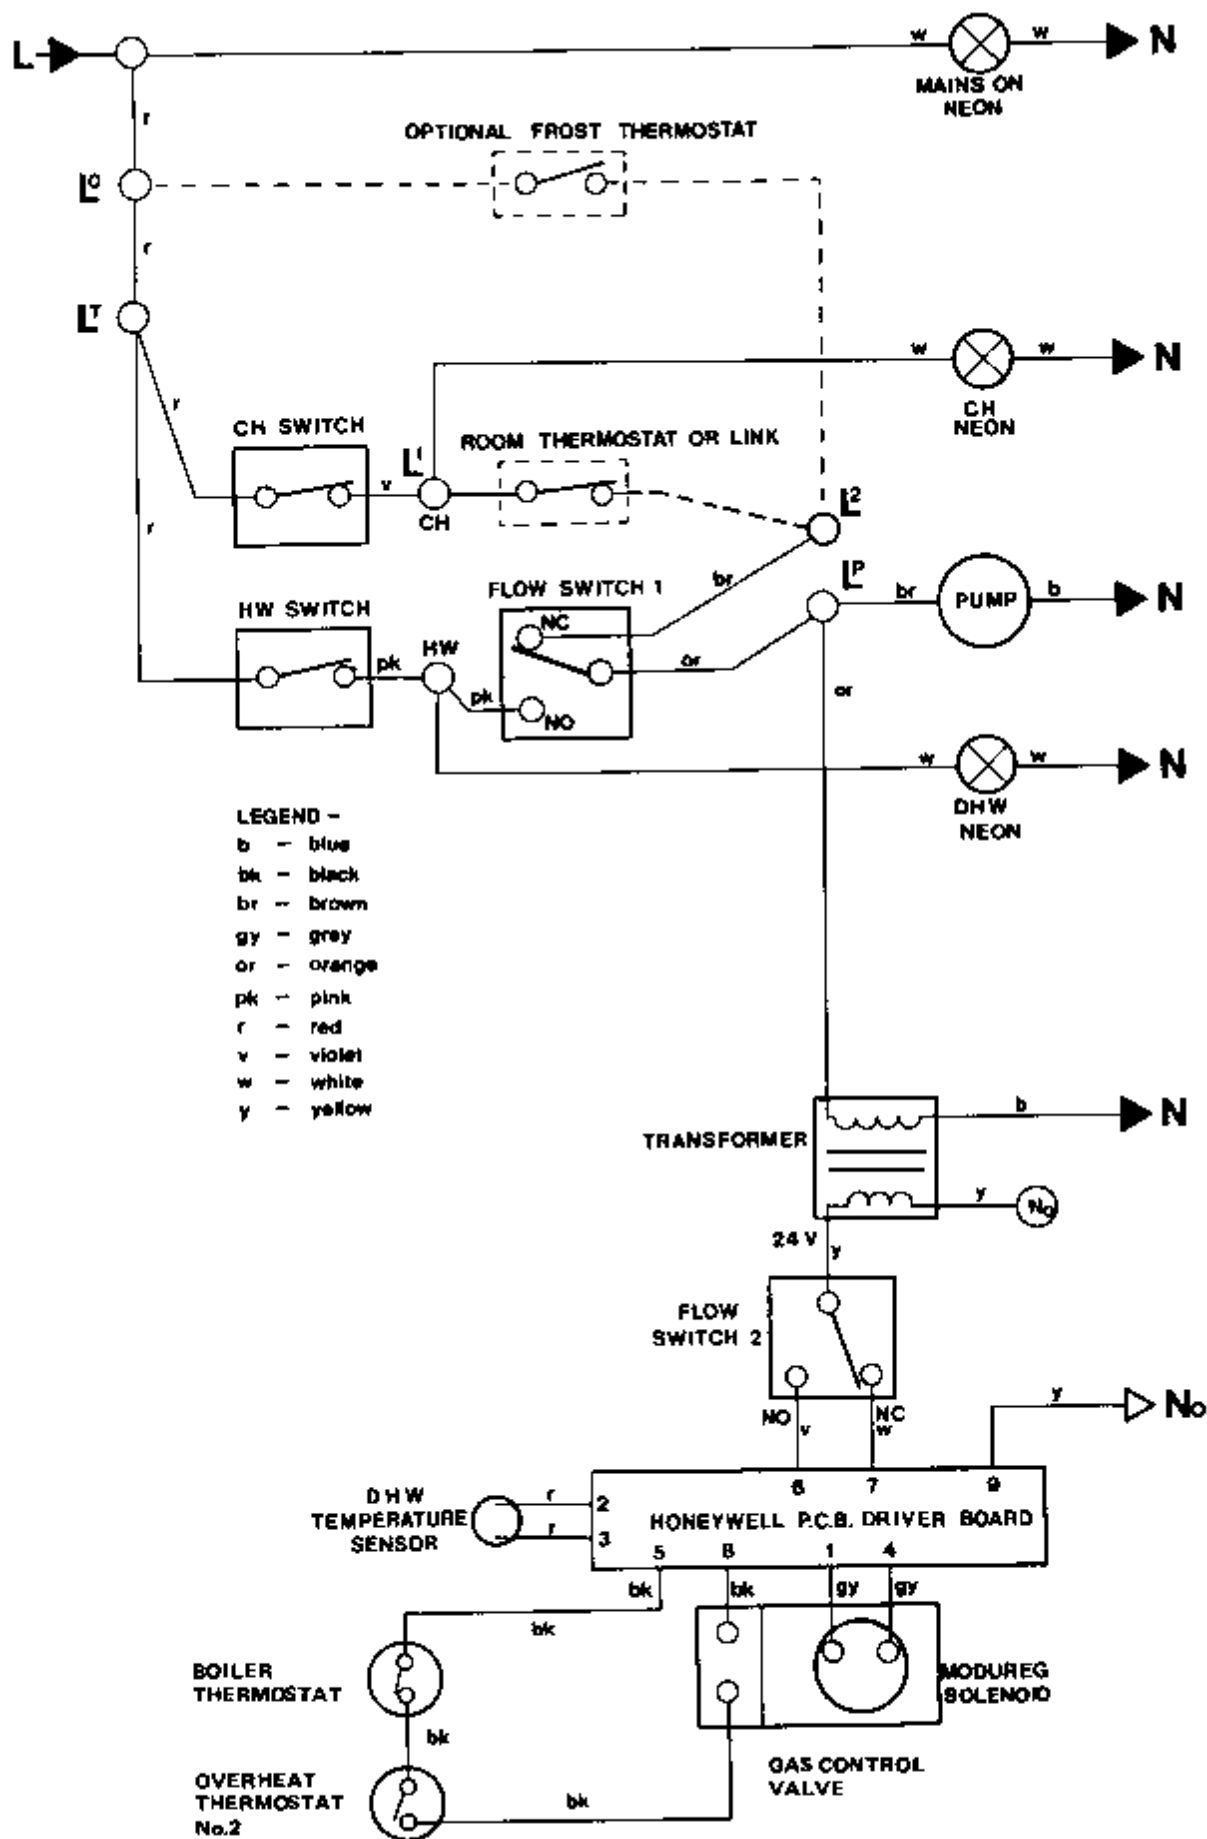 L w w N
MAINS ON
NEON
r
OPTIONAL FROST THERMOSTAT
LO
r
LT
w w N
CH
NEON
r
CH SWITCH
ROOM THERMOSTAT OR LINK
L1
v
CH
L2
r
br
FLOW SWITCH 1
LP
br PUMP b N
HW SWITCH
NC
HW
pk
or
pk
NO
or
w w N
DHW
NEON
LEGEND -
b - blue
bk - black
br - brown
gy - grey
or - orange
pk - pink
r - red
v - violet
w - white
y - yellow
b N
TRANSFORMER
y NO
24 V
y
FLOW
SWITCH 2
NO NC
v w
y NO
6 7 9
DHW
TEMPERATURE
SENSOR
r 2
r 3
HONEYWELL P.C.B. DRIVER BOARD
5 8 1 4
bk bk gy gy
bk
BOILER
THERMOSTAT
MODUREG
SOLENOID
bk
GAS CONTROL
VALVE
OVERHEAT
THERMOSTAT
No.2
bk